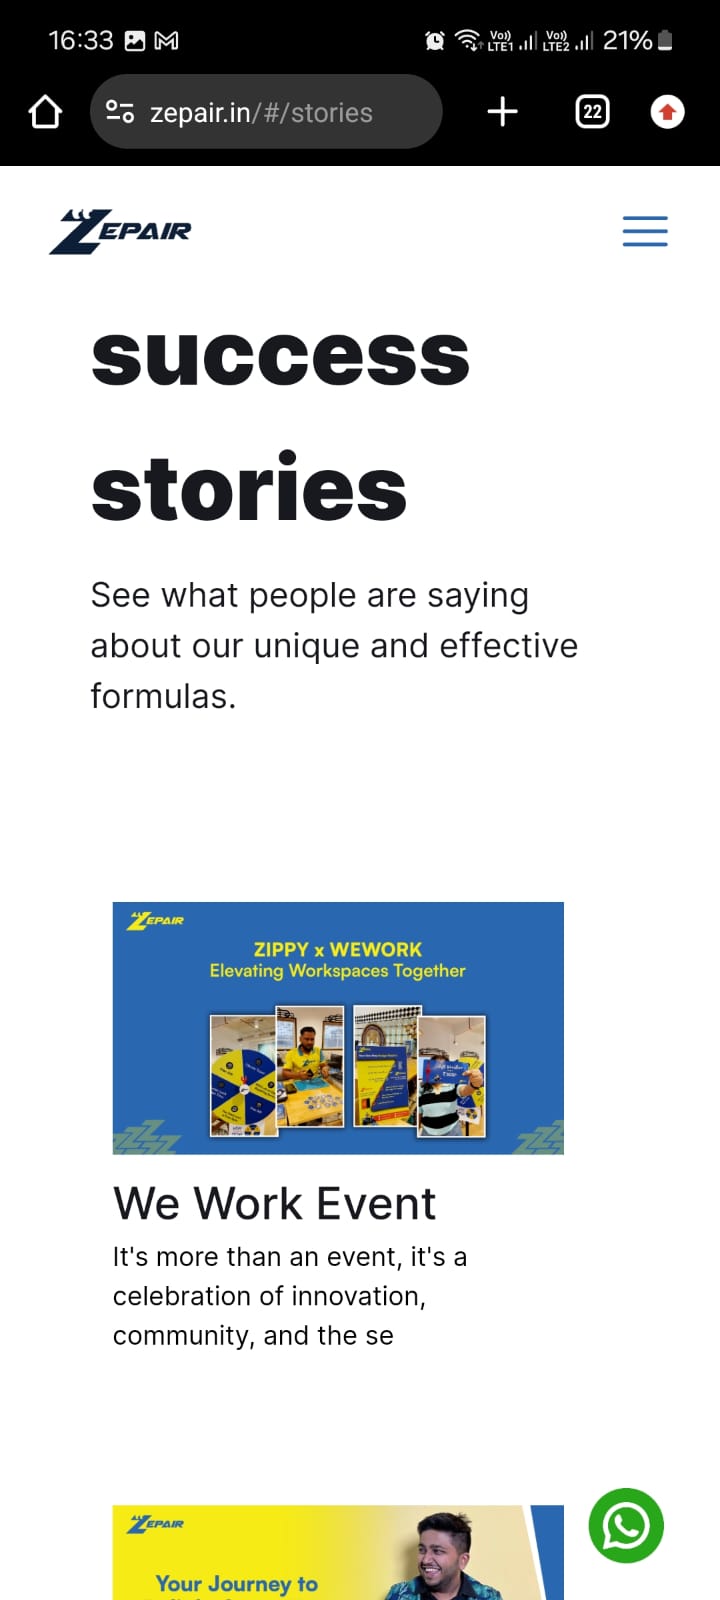 16:33
Vo)) LTE1 Vo)) LTE2 21%
zepair.in/#/stories
22
ZEPAIR
success
stories
See what people are saying
about our unique and effective
formulas.
ZEPAIR
ZIPPY x WEWORK
Elevating Workspaces Together
We Work Event
It's more than an event, it's a
celebration of innovation,
community, and the se
ZEPAIR
Your Journey to